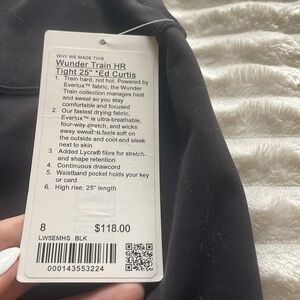 WHY WE MADE THIS
Wunder Train HR
Tight 25" *Ed Curtis
1. Train hard, not hot. Powered by
Everlux™ fabric, the Wunder
Train collection manages heat
and sweat so you stay
comfortable and focused
2. Our fastest drying fabric,
Everlux™ is ultra-breathable,
four-way stretch, and wicks
away sweat. It feels soft on
the outside and cool and sleek
next to skin
3. Added Lycra® fibre for stretch
and shape retention
4. Continuous drawcord
5. Waistband pocket holds your key
or card
6. High rise, 25" length
8 $118.00
LW5EMHS BLK
000143553224